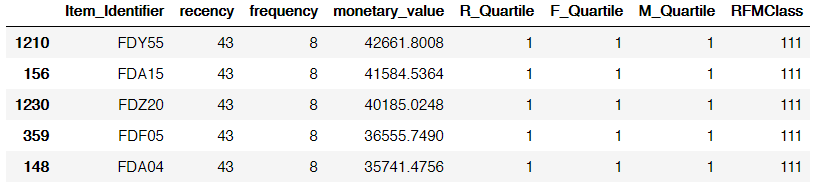 Item_Identifier recency frequency monetary_value R_Quartile F_Quartile M_Quartile RFMClass
1210 FDY55 43 8 42661.8008 1 1 1 111
156 FDA15 43 8 41584.5364 1 1 1 111
1230 FDZ20 43 8 40185.0248 1 1 1 111
359 FDF05 43 8 36555.7490 1 1 1 111
148 FDA04 43 8 35741.4756 1 1 1 111